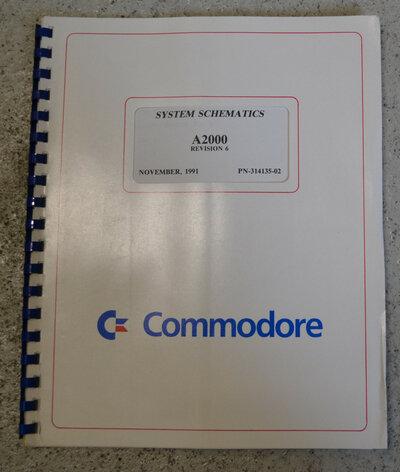 SYSTEM SCHEMATICS
A2000
REVISION 6
NOVEMBER, 1991 PN-314135-02
Commodore